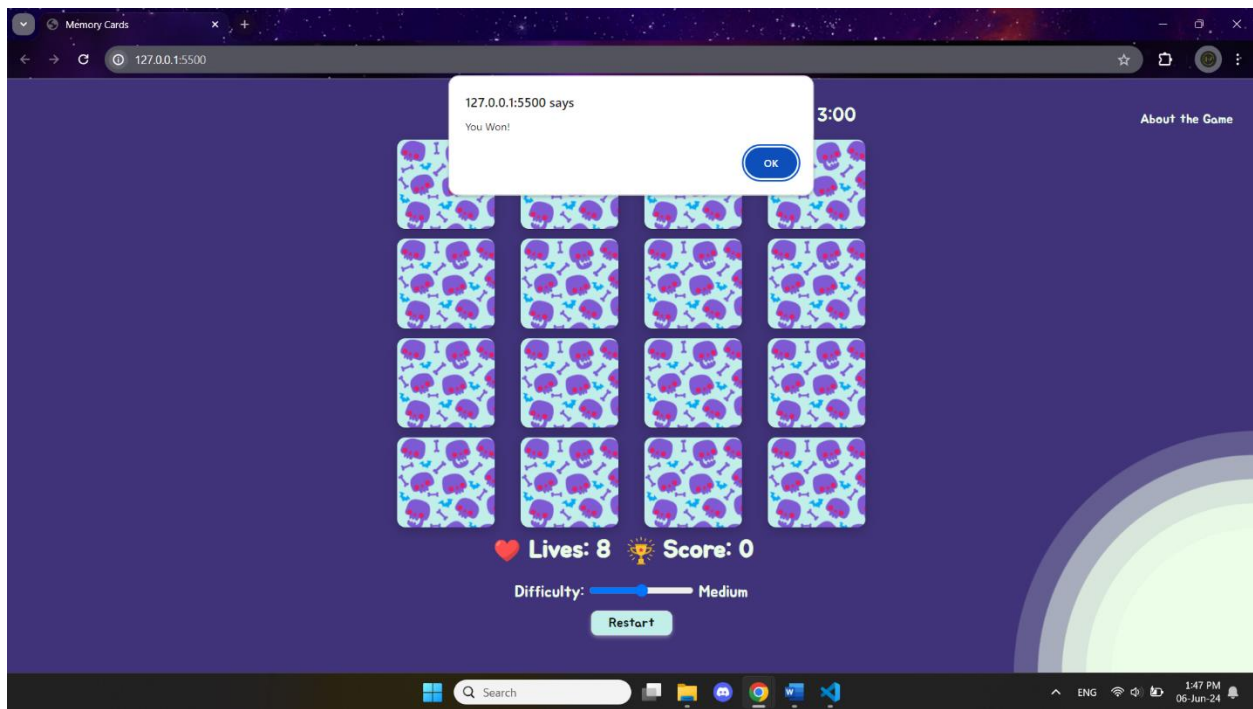 Memory Cards
127.0.0.1:5500
127.0.0.1:5500 says
You Won!
OK
3:00
About the Game
Lives: 8 Score: 0
Difficulty: Medium
Restart
Search
ENG
1:47 PM
06-Jun-24